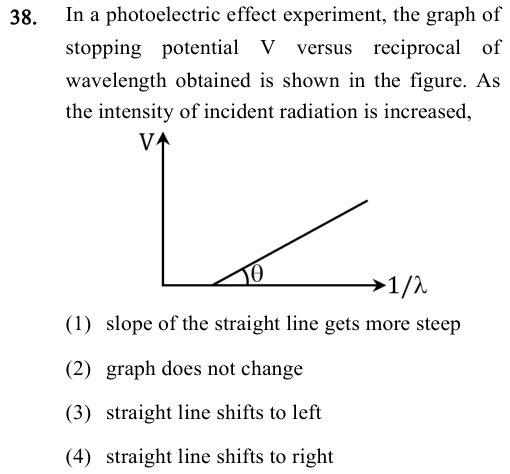 38. In a photoelectric effect experiment, the graph of
stopping potential V versus reciprocal of
wavelength obtained is shown in the figure. As
the intensity of incident radiation is increased,
V
θ
1/λ
(1) slope of the straight line gets more steep
(2) graph does not change
(3) straight line shifts to left
(4) straight line shifts to right